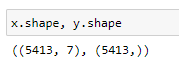 x.shape, y.shape
((5413, 7), (5413,))